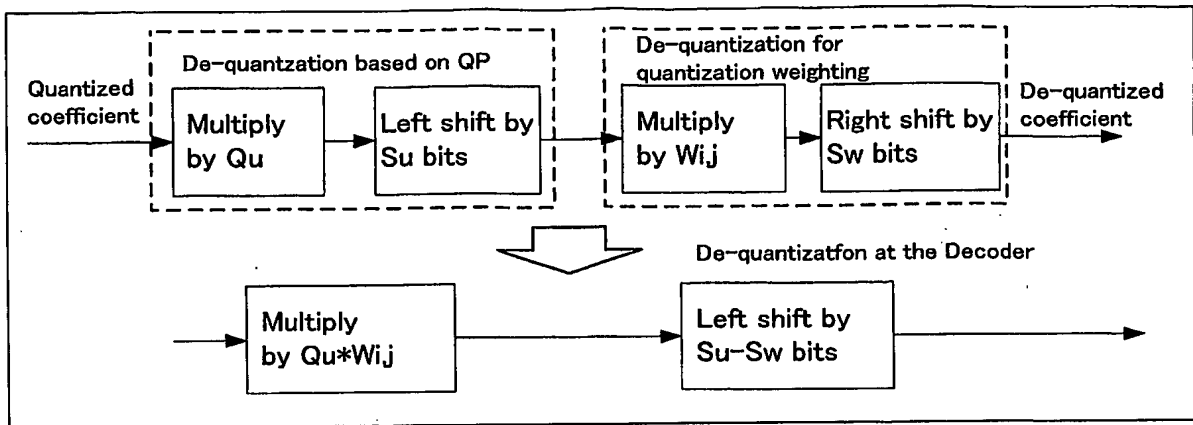 De-quantzation based on QP
De-quantization for
quantization weighting
Quantized
coefficient
Multiply
by Qu
Left shift by
Su bits
Multiply
by Wi,j
Right shift by
Sw bits
De-quantized
coefficient
De-quantizatfon at the Decoder
Multiply
by Qu*Wi,j
Left shift by
Su-Sw bits